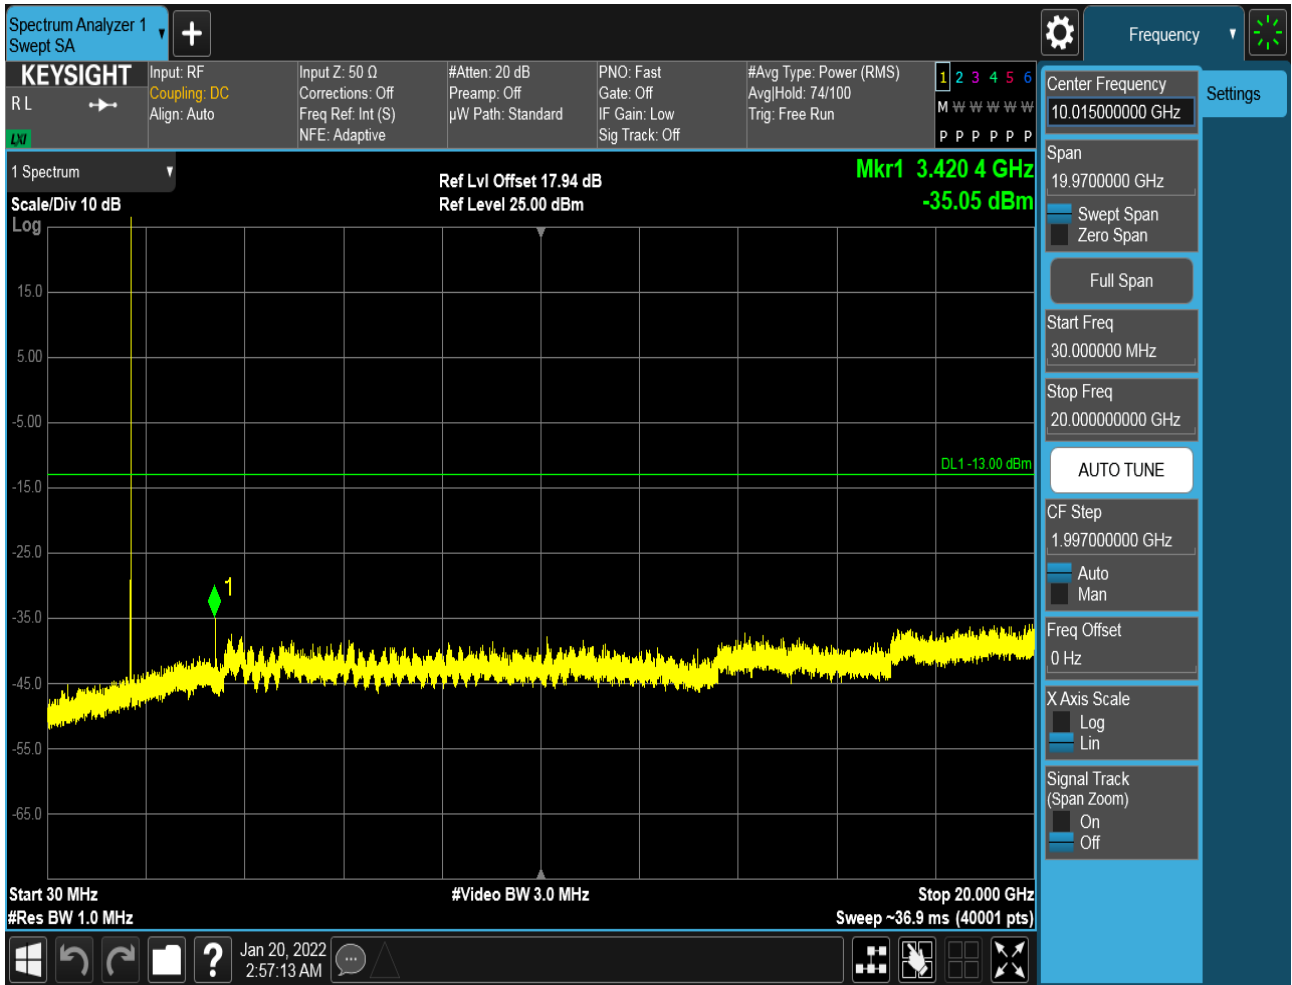 Spectrum Analyzer 1
Swept SA
Frequency
KEYSIGHT
R L
LXI
Input: RF
Coupling: DC
Align: Auto
Input Z: 50 Ω
Corrections: Off
Freq Ref: Int (S)
NFE: Adaptive
#Atten: 20 dB
Preamp: Off
µW Path: Standard
PNO: Fast
Gate: Off
IF Gain: Low
Sig Track: Off
#Avg Type: Power (RMS)
Avg|Hold: 74/100
Trig: Free Run
1 2 3 4 5 6
M W W W W W
P P P P P P
1 Spectrum
Scale/Div 10 dB
Log
Ref Lvl Offset 17.94 dB
Ref Level 25.00 dBm
Mkr1 3.420 4 GHz
-35.05 dBm
15.0
5.00
-5.00
DL1 -13.00 dBm
-15.0
-25.0
1
-35.0
-45.0
-55.0
-65.0
Start 30 MHz
#Video BW 3.0 MHz
Stop 20.000 GHz
#Res BW 1.0 MHz
Sweep ~36.9 ms (40001 pts)
?
Jan 20, 2022
2:57:13 AM
Center Frequency
10.015000000 GHz
Settings
Span
19.9700000 GHz
Swept Span
Zero Span
Full Span
Start Freq
30.000000 MHz
Stop Freq
20.000000000 GHz
AUTO TUNE
CF Step
1.997000000 GHz
Auto
Man
Freq Offset
0 Hz
X Axis Scale
Log
Lin
Signal Track
(Span Zoom)
On
Off